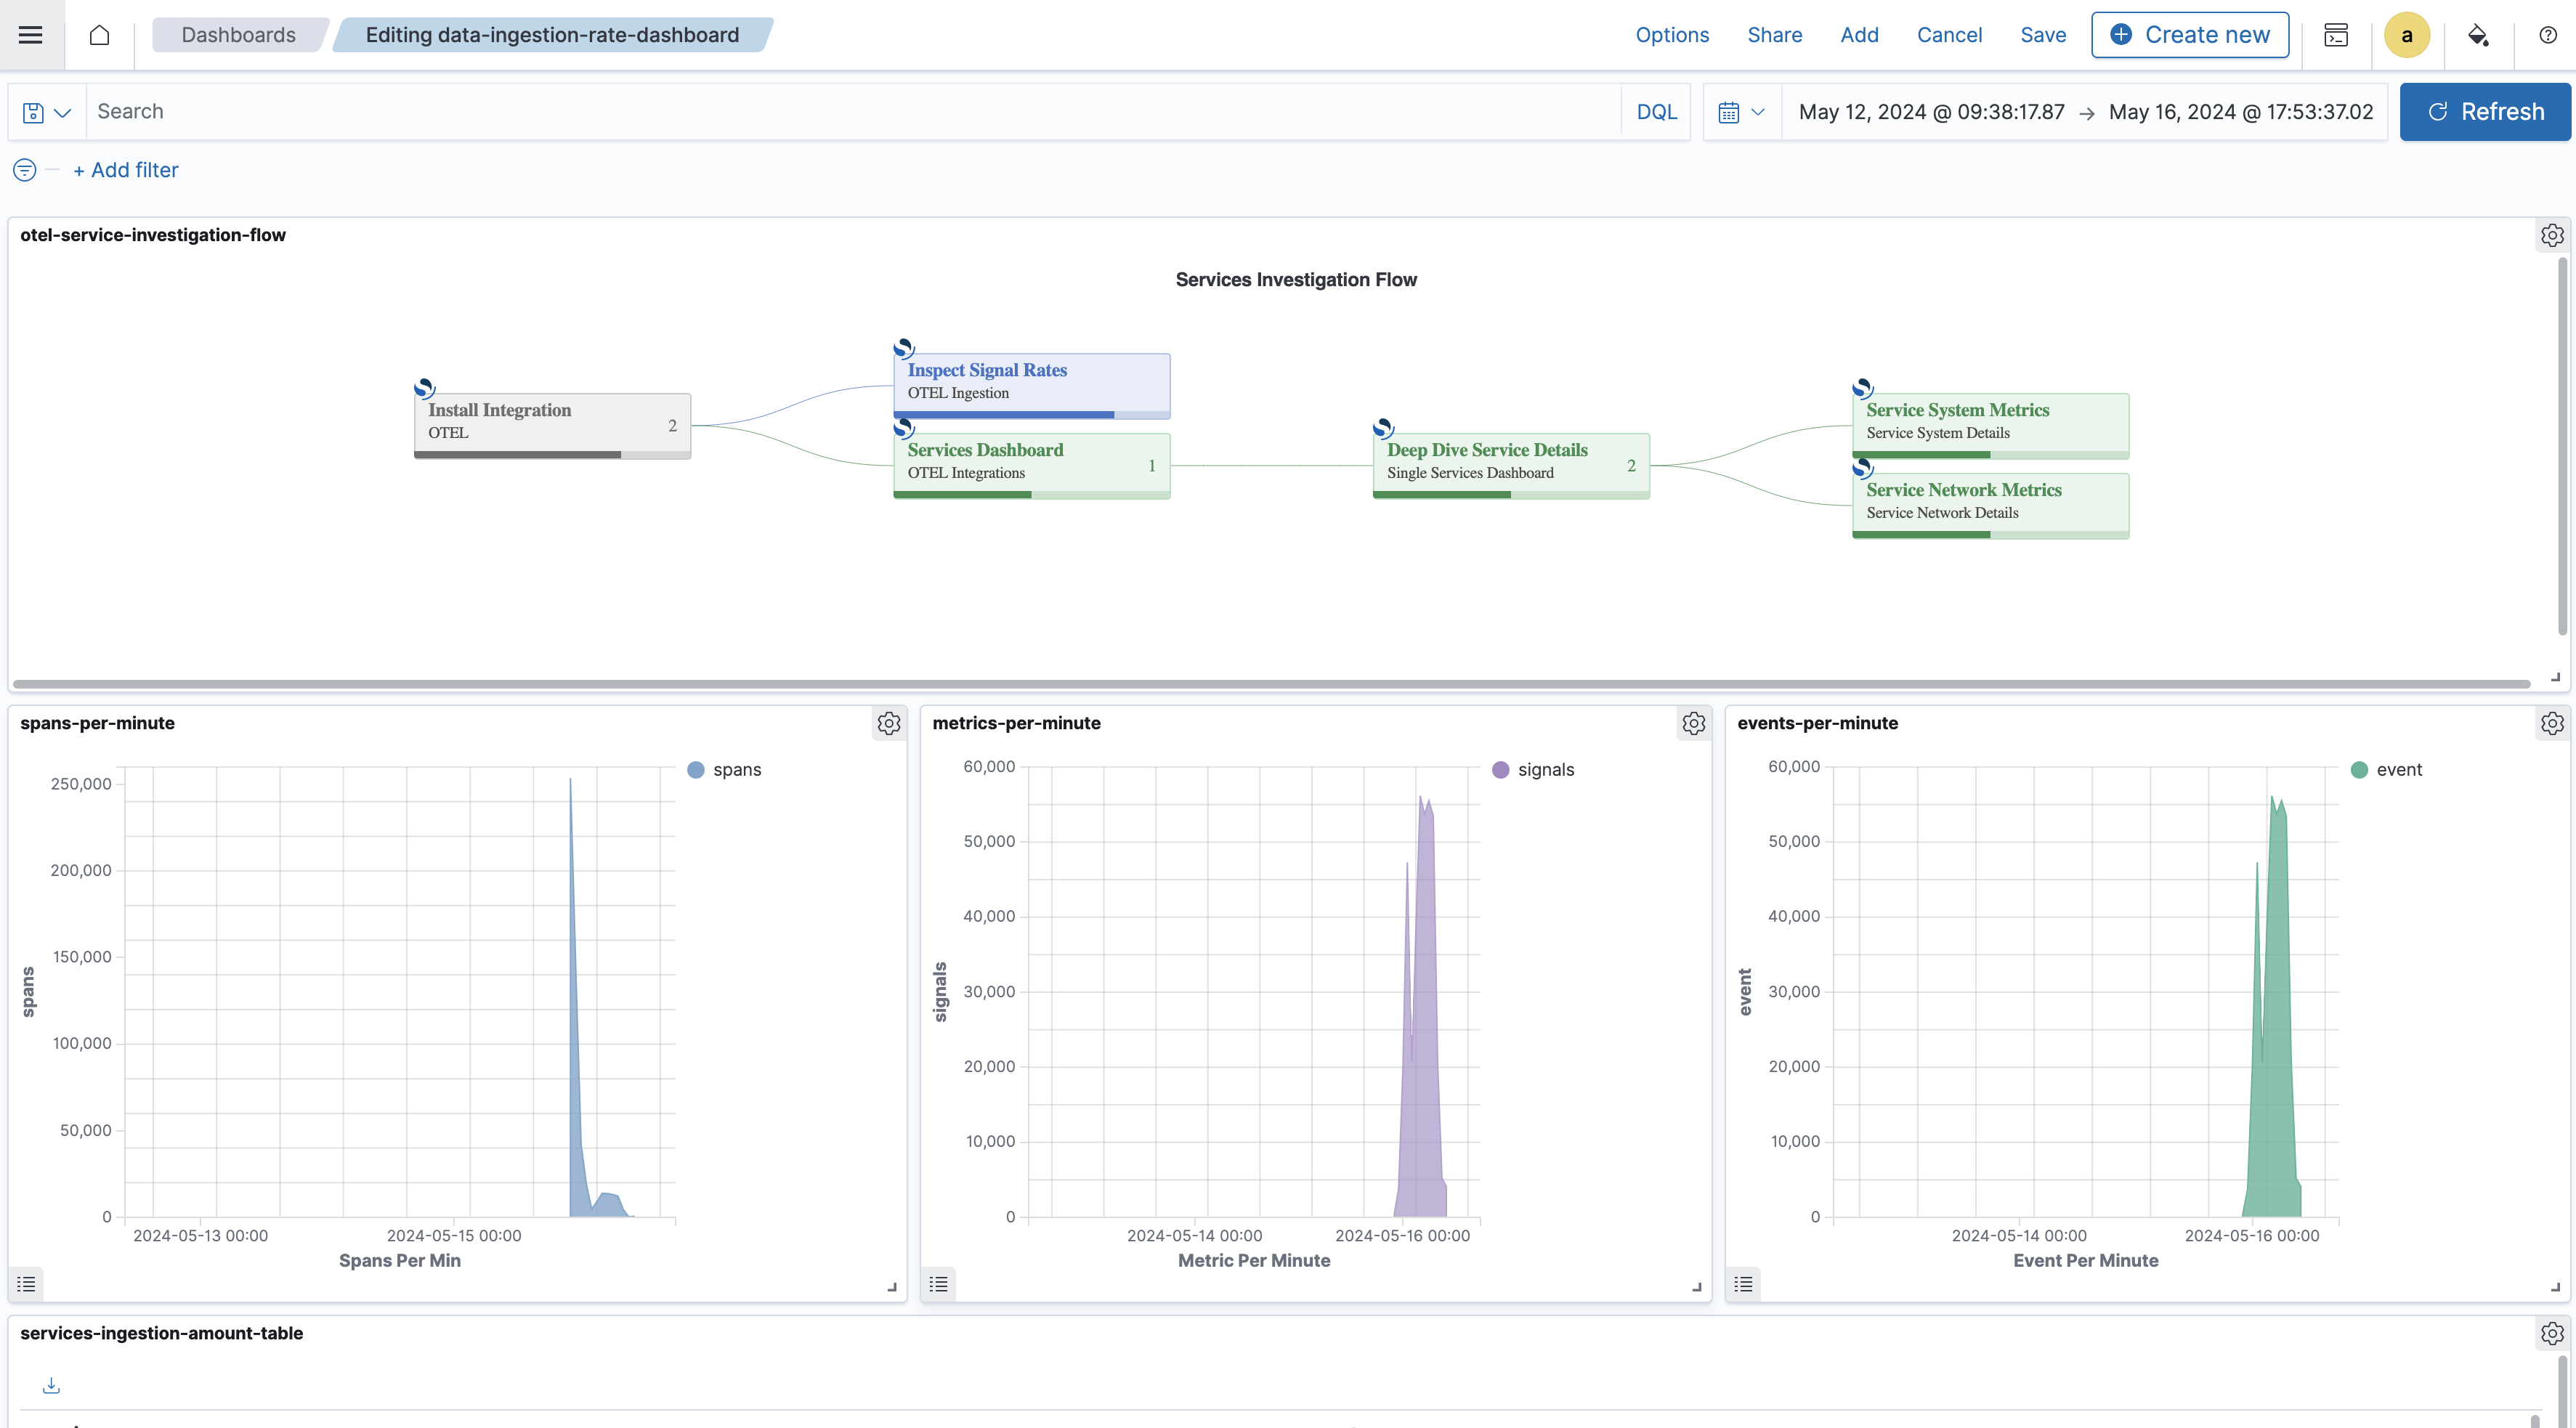 Dashboards
Editing data-ingestion-rate-dashboard
Options
Share
Add
Cancel
Save
Create new
a
Search
DQL
May 12, 2024 @ 09:38:17.87 → May 16, 2024 @ 17:53:37.02
Refresh
+ Add filter
otel-service-investigation-flow
Services Investigation Flow
Install Integration
OTEL
2
Inspect Signal Rates
OTEL Ingestion
Services Dashboard
OTEL Integrations
1
Deep Dive Service Details
Single Services Dashboard
2
Service System Metrics
Service System Details
Service Network Metrics
Service Network Details
spans-per-minute
spans
250,000
200,000
150,000
100,000
50,000
0
spans
2024-05-13 00:00
2024-05-15 00:00
Spans Per Min
metrics-per-minute
signals
60,000
50,000
40,000
30,000
20,000
10,000
0
signals
2024-05-14 00:00
2024-05-16 00:00
Metric Per Minute
events-per-minute
event
60,000
50,000
40,000
30,000
20,000
10,000
0
event
2024-05-14 00:00
2024-05-16 00:00
Event Per Minute
services-ingestion-amount-table